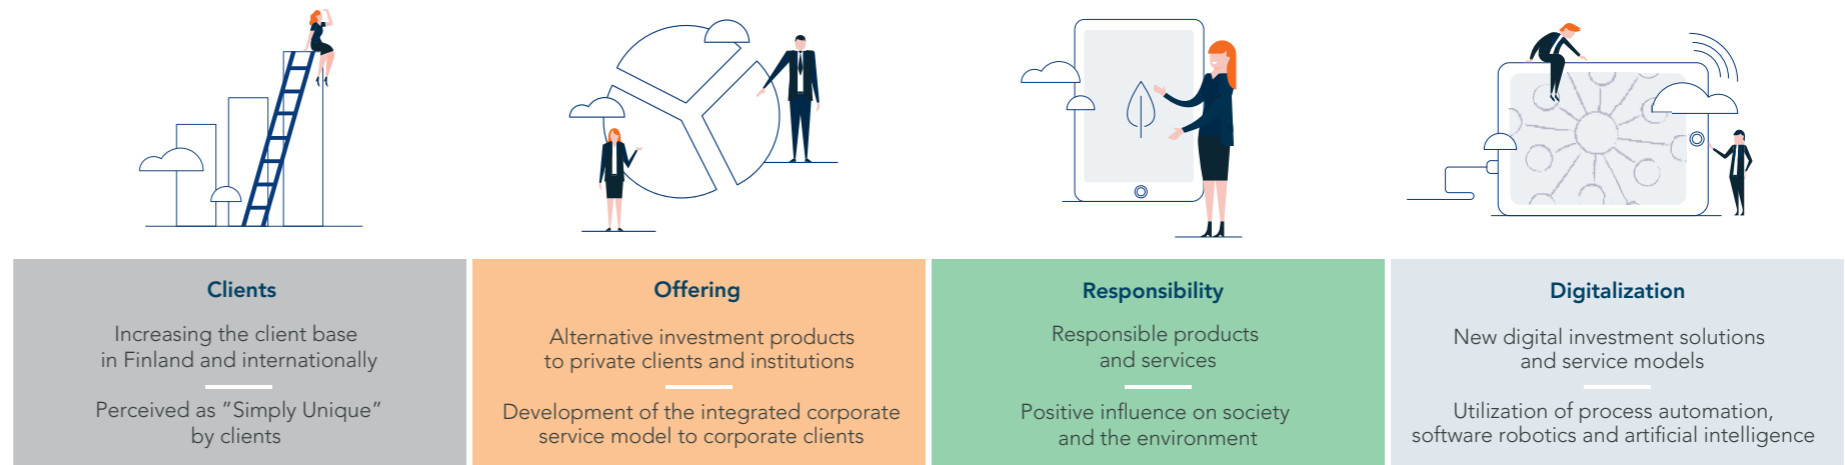 Clients
Increasing the client base
in Finland and internationally
Perceived as “Simply Unique”
by clients
Offering
Alternative investment products
to private clients and institutions
Development of the integrated corporate
service model to corporate clients
Responsibility
Responsible products
and services
Positive influence on society
and the environment
Digitalization
New digital investment solutions
and service models
Utilization of process automation,
software robotics and artificial intelligence